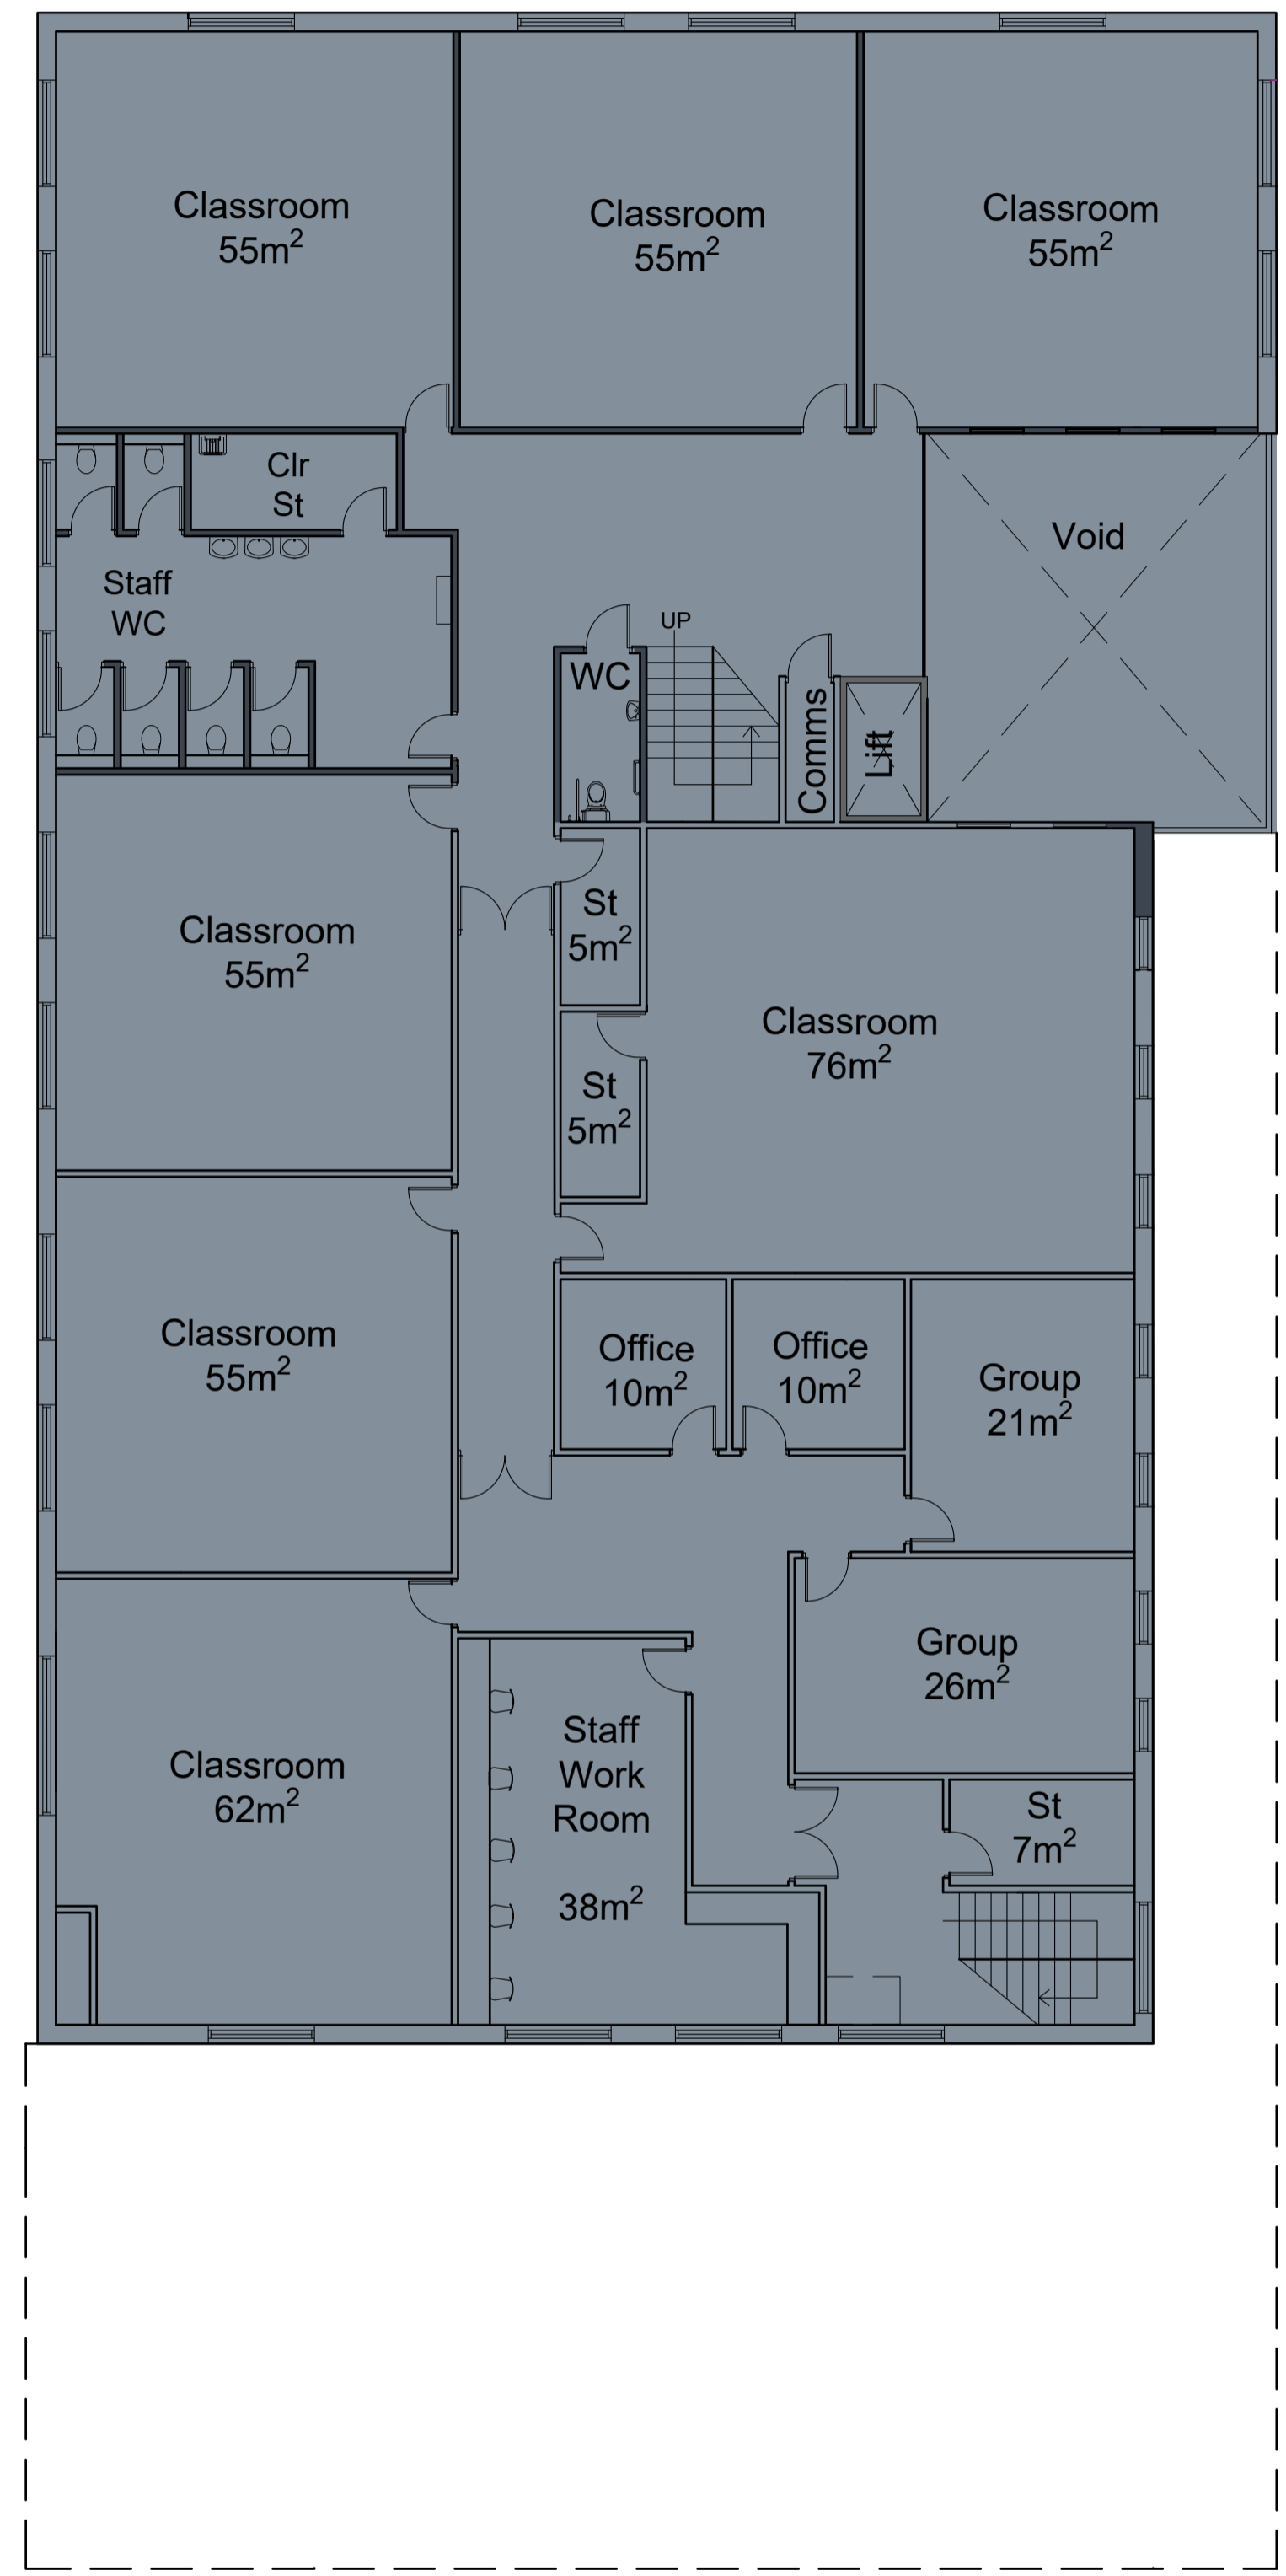 Classroom
55m²
Classroom
55m²
Classroom
55m²
Clr
St
Void
Staff
WC
UP
WC
Comms
Lift
St
5m²
Classroom
55m²
Classroom
76m²
St
5m²
Classroom
55m²
Office
10m²
Office
10m²
Group
21m²
Group
26m²
Staff
Work
Room
38m²
Classroom
62m²
St
7m²